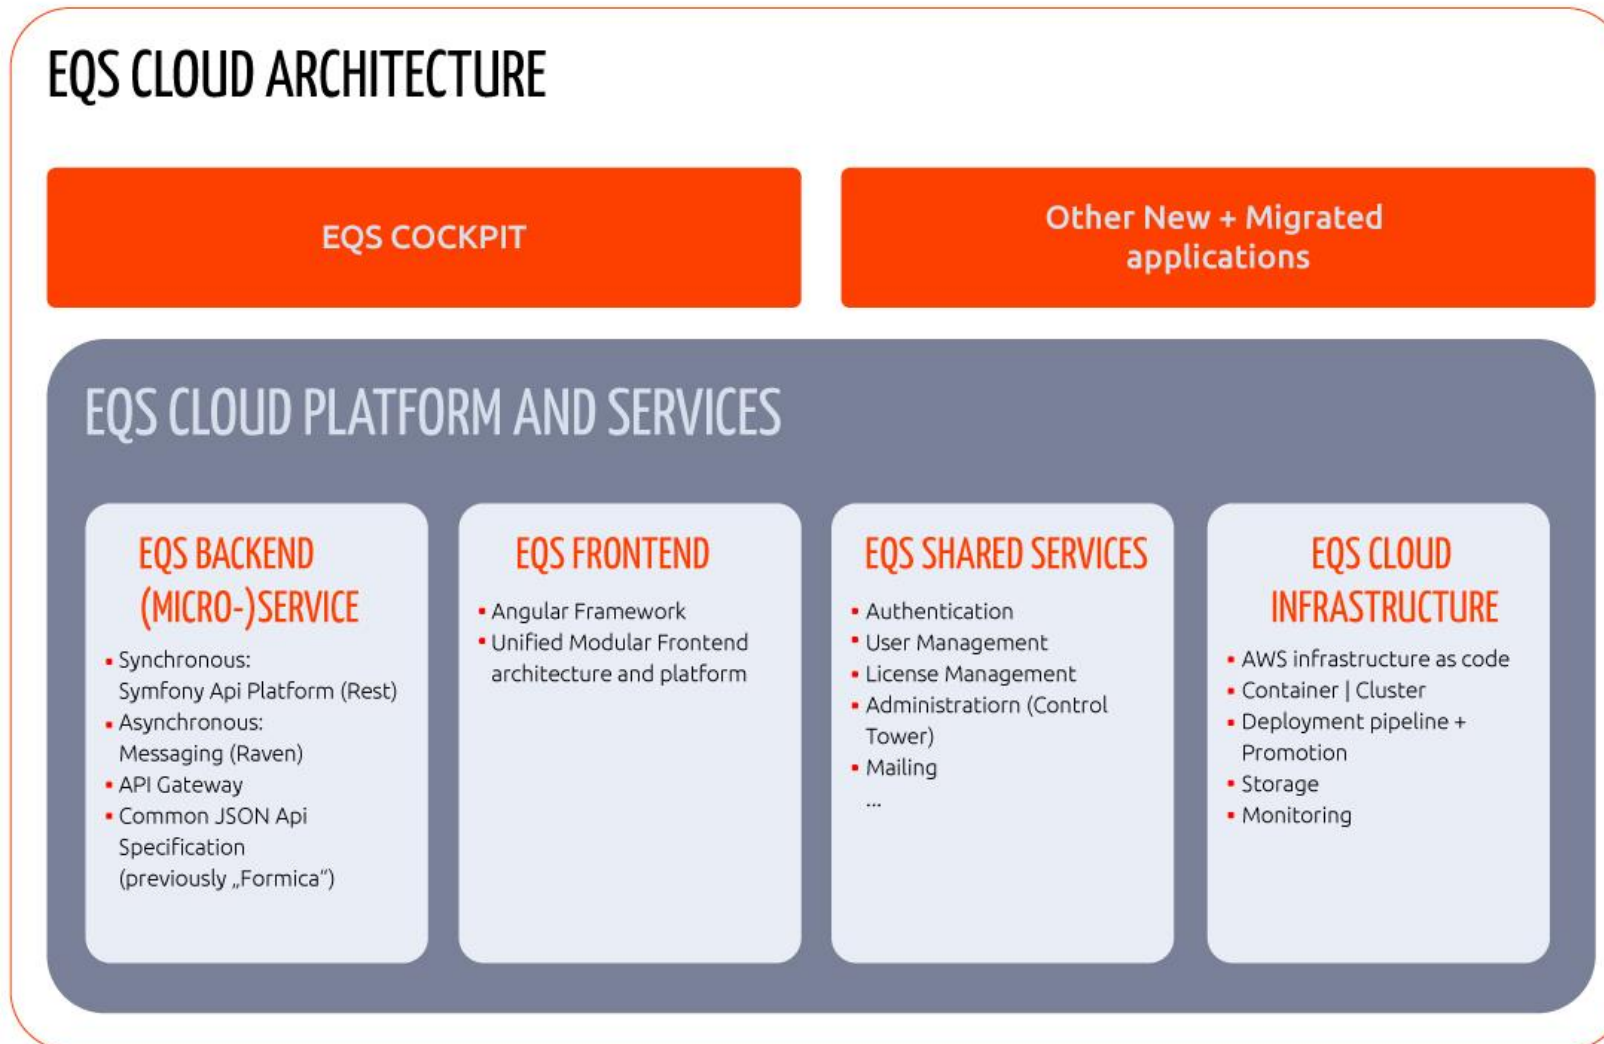 EQS CLOUD ARCHITECTURE
EQS COCKPIT
Other New + Migrated
applications
EQS CLOUD PLATFORM AND SERVICES
EQS BACKEND
(MICRO-)SERVICE
▪ Synchronous:
Symfony Api Platform (Rest)
▪ Asynchronous:
Messaging (Raven)
▪ API Gateway
▪ Common JSON Api
Specification
(previously „Formica“)
EQS FRONTEND
▪ Angular Framework
▪ Unified Modular Frontend
architecture and platform
EQS SHARED SERVICES
▪ Authentication
▪ User Management
▪ License Management
▪ Administratiorn (Control
Tower)
▪ Mailing
...
EQS CLOUD
INFRASTRUCTURE
▪ AWS infrastructure as code
▪ Container | Cluster
▪ Deployment pipeline +
Promotion
▪ Storage
▪ Monitoring